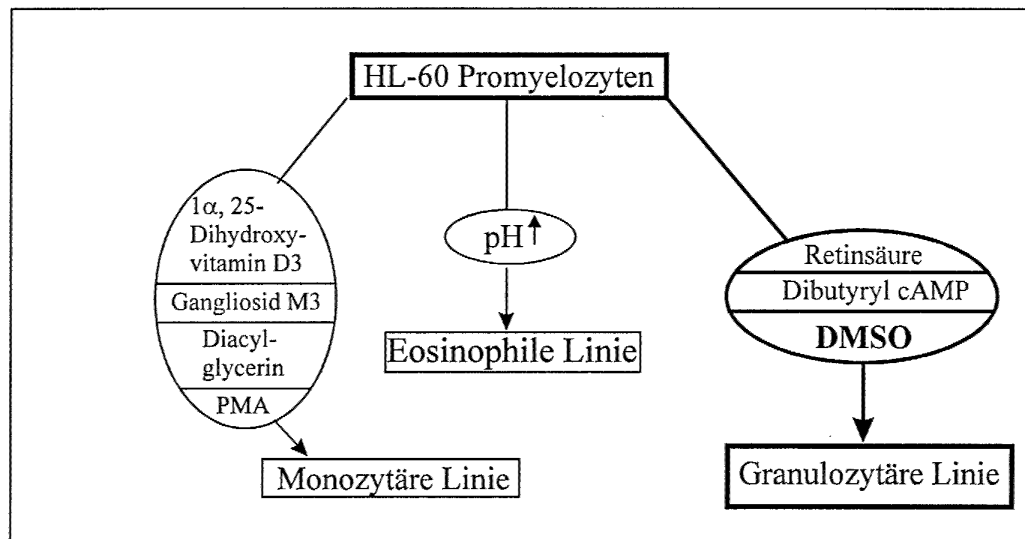 HL-60 Promyelozyten
1α, 25-
Dihydroxy-
vitamin D3
Gangliosid M3
Diacyl-
glycerin
PMA
Monozytäre Linie
pH↑
Eosinophile Linie
Retinsäure
Dibutyryl cAMP
DMSO
Granulozytäre Linie